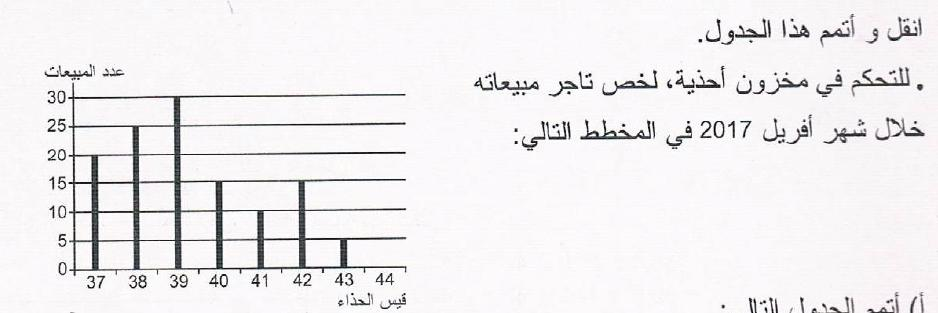 انقل و أتمم هذا الجدول.
. للتحكم في مخزون أحذية، لخص تاجر مبيعاته
خلال شهر أفريل 2017 في المخطط التالي:
عدد المبيعات
30
25
20
15
10
5
0
37 38 39 40 41 42 43 44
قيس الحذاء
أ) أتمم الجدول التالي: